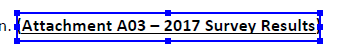 n. (Attachment A03 – 2017 Survey Results)